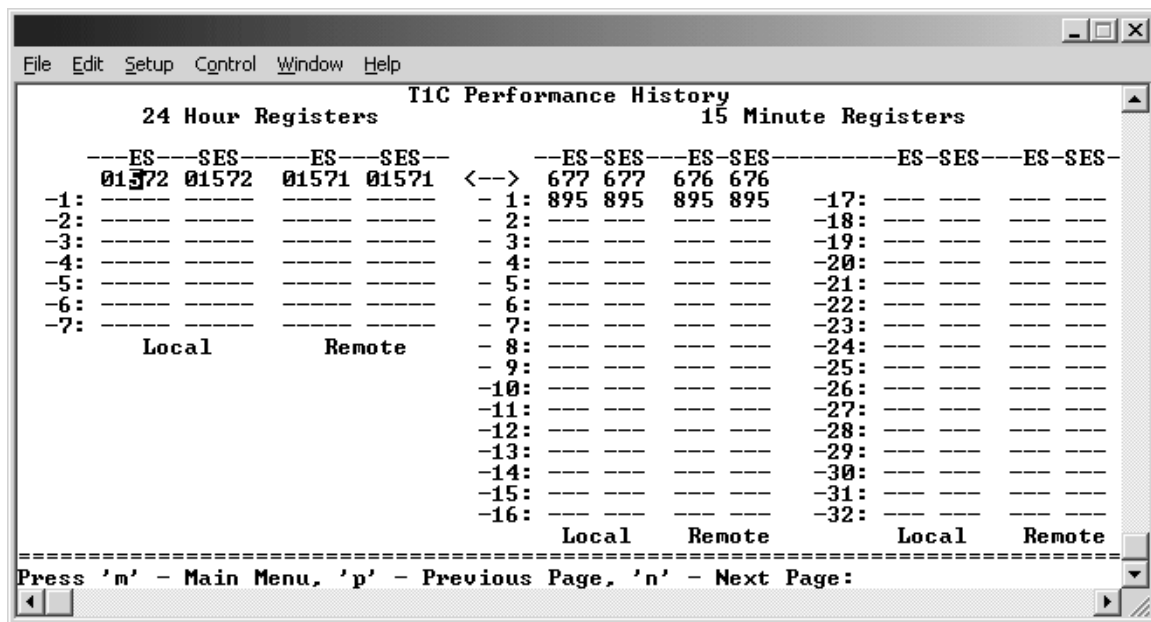 File Edit Setup Control Window Help
T1C Performance History
24 Hour Registers 15 Minute Registers
---ES---SES------ES---SES-- --ES-SES---ES-SES----------ES-SES---ES-SES-
01572 01572 01571 01571 <--> 677 677 676 676
-1: ----- ----- ----- ----- - 1: 895 895 895 895 -17: --- --- --- ---
-2: ----- ----- ----- ----- - 2: --- --- --- --- -18: --- --- --- ---
-3: ----- ----- ----- ----- - 3: --- --- --- --- -19: --- --- --- ---
-4: ----- ----- ----- ----- - 4: --- --- --- --- -20: --- --- --- ---
-5: ----- ----- ----- ----- - 5: --- --- --- --- -21: --- --- --- ---
-6: ----- ----- ----- ----- - 6: --- --- --- --- -22: --- --- --- ---
-7: ----- ----- ----- ----- - 7: --- --- --- --- -23: --- --- --- ---
Local Remote - 8: --- --- --- --- -24: --- --- --- ---
- 9: --- --- --- --- -25: --- --- --- ---
-10: --- --- --- --- -26: --- --- --- ---
-11: --- --- --- --- -27: --- --- --- ---
-12: --- --- --- --- -28: --- --- --- ---
-13: --- --- --- --- -29: --- --- --- ---
-14: --- --- --- --- -30: --- --- --- ---
-15: --- --- --- --- -31: --- --- --- ---
-16: --- --- --- --- -32: --- --- --- ---
Local Remote Local Remote
===============================================================================
Press 'm' - Main Menu, 'p' - Previous Page, 'n' - Next Page: